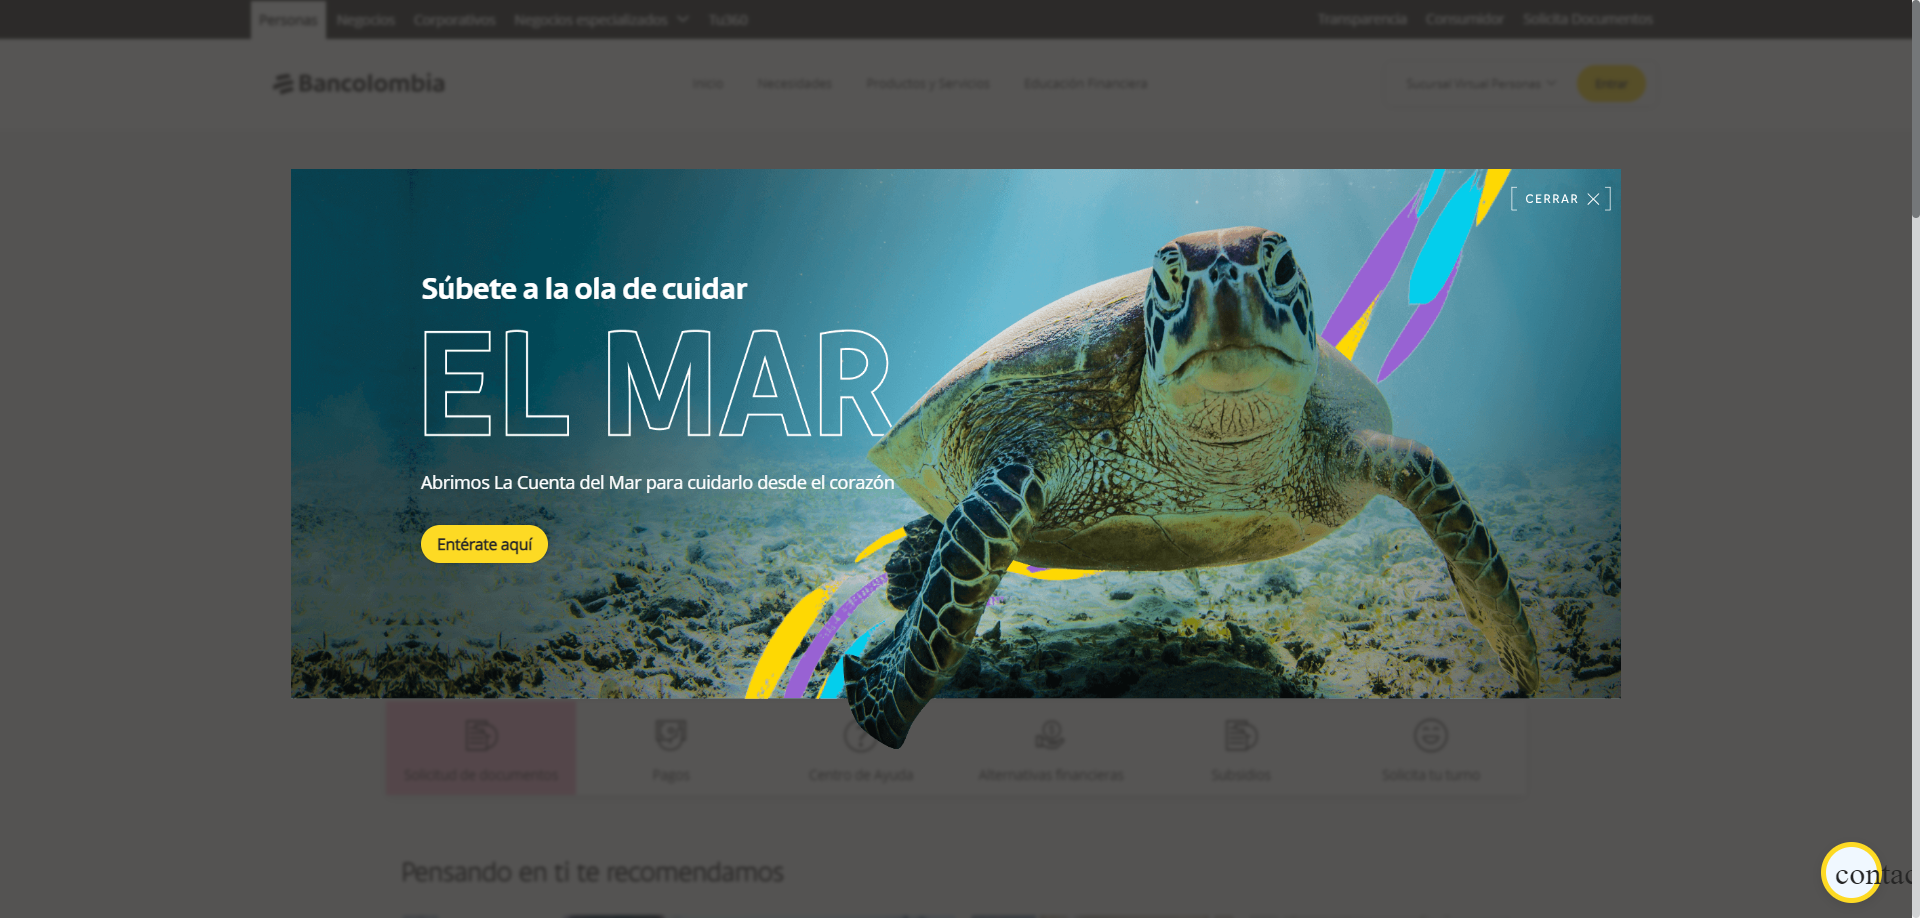 Personas Negocios Corporativos Negocios especializados Tu360 Transparencia Consumidor Solicita Documentos
Bancolombia Inicio Necesidades Productos y Servicios Educación Financiera Sucursal Virtual Personas Entrar
CERRAR
Súbete a la ola de cuidar
EL MAR
Abrimos La Cuenta del Mar para cuidarlo desde el corazón
Entérate aquí
Solicitud de documentos Pagos Centro de Ayuda Alternativas financieras Subsidios Solicita tu turno
Pensando en ti te recomendamos
contac